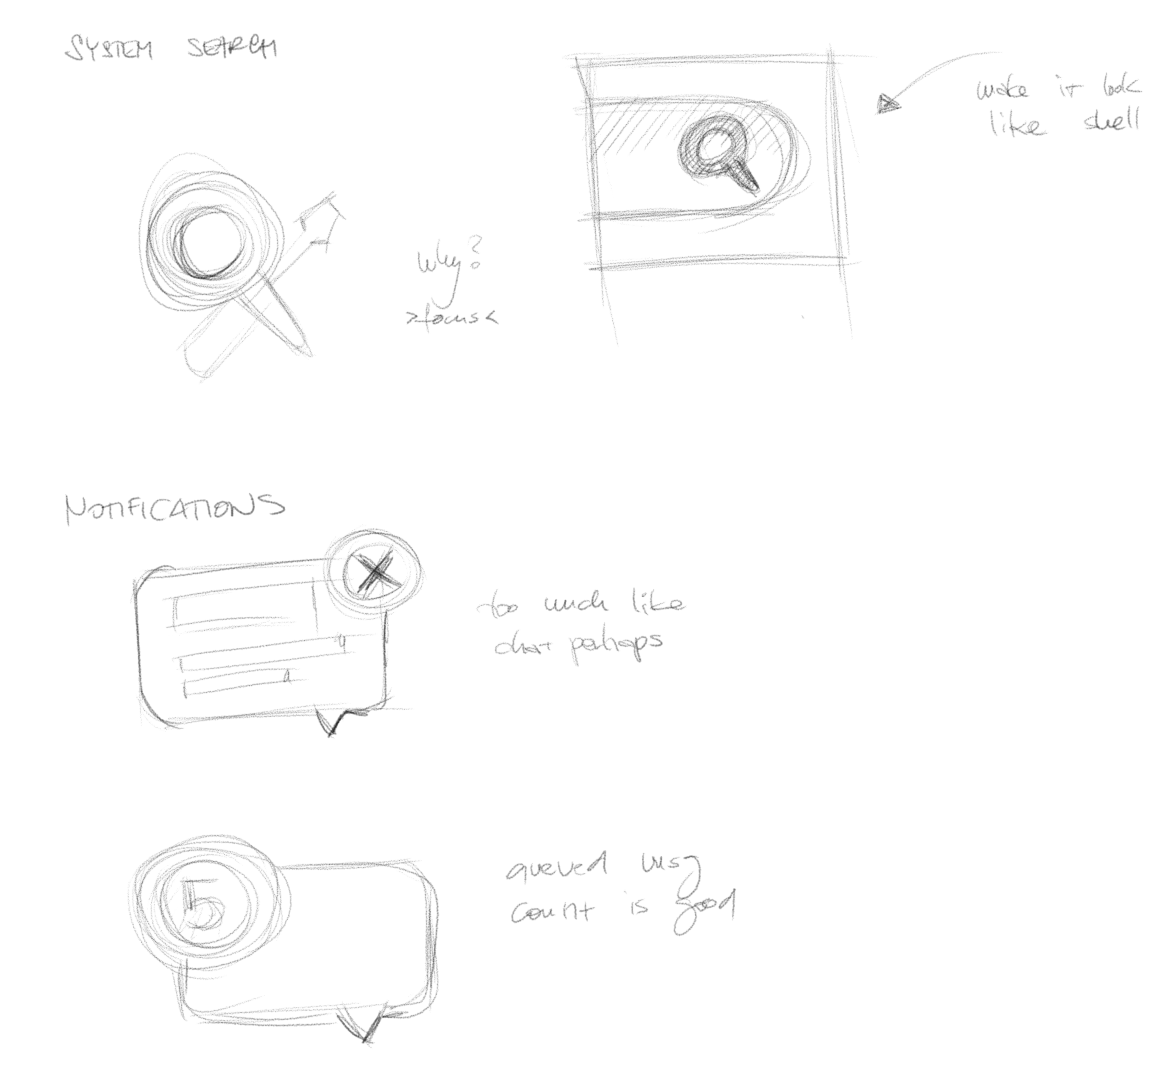 SYSTEM SEARCH
make it look
like shell
why?
>focus<
NOTIFICATIONS
too much like
chat perhaps
5
queued msg
count is good